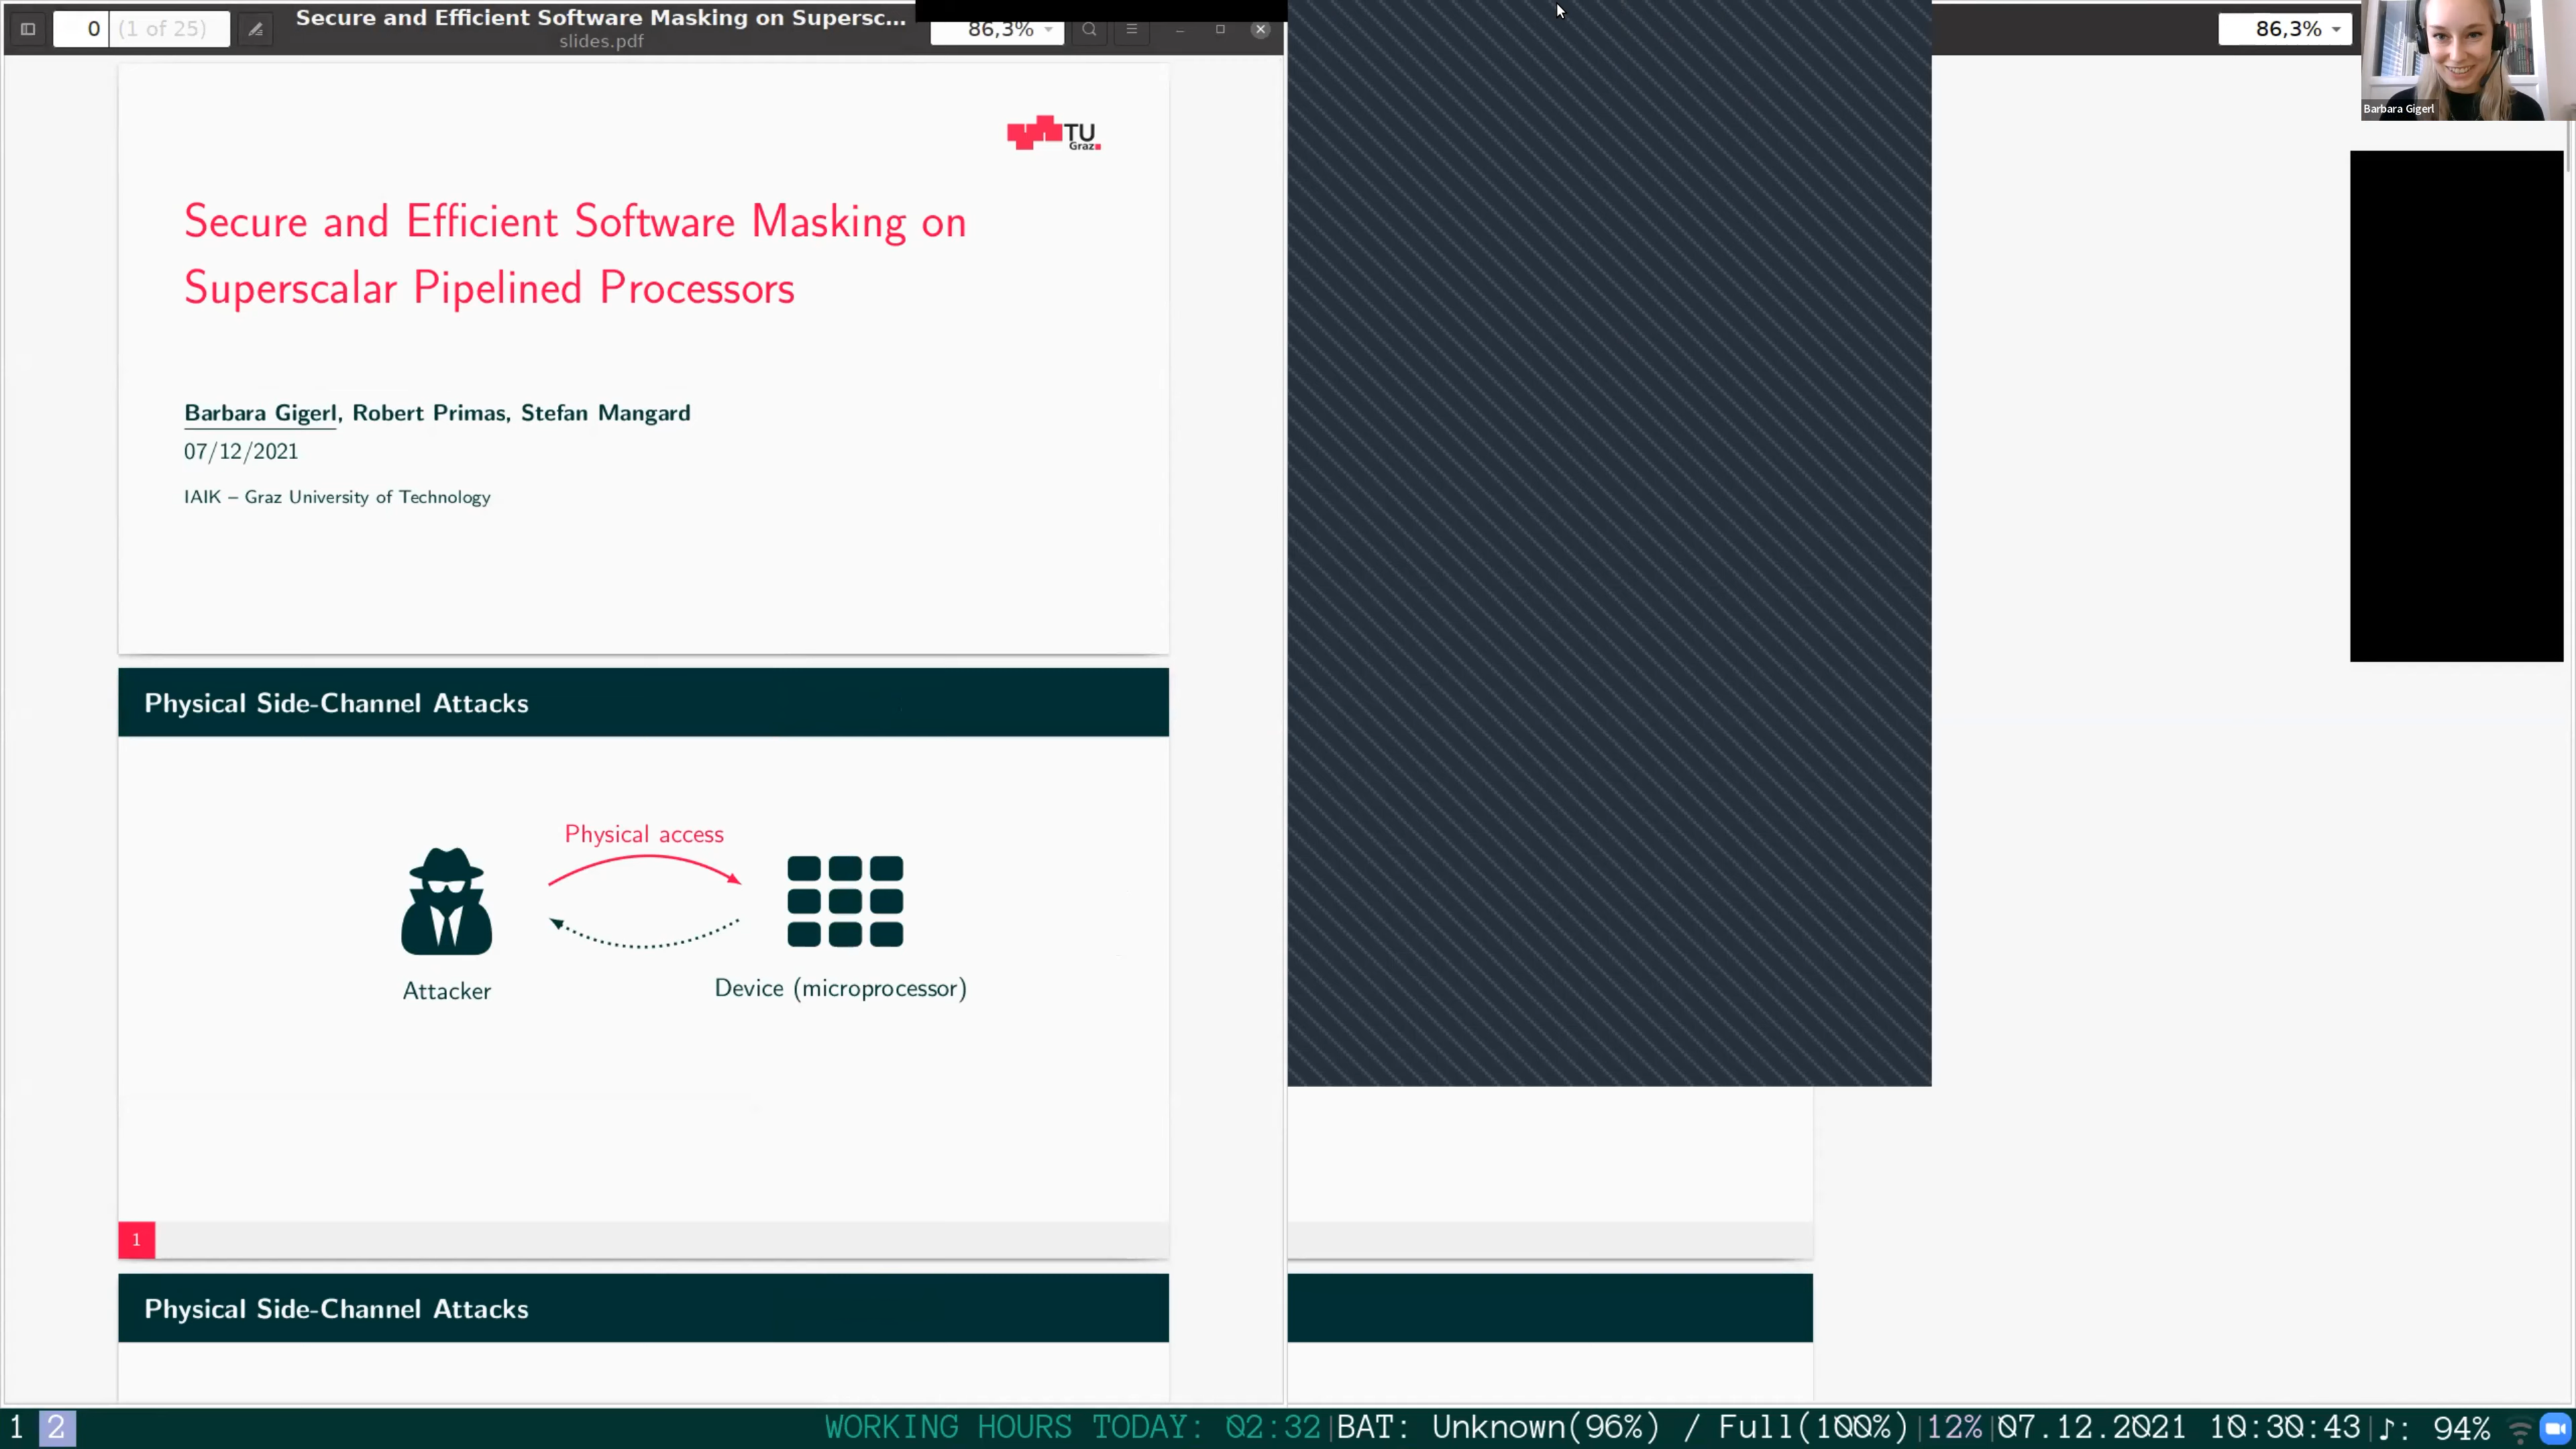 0 (1 of 25)
Secure and Efficient Software Masking on Supersc...
slides.pdf
86,3%
86,3%
Barbara Gigerl
TU
Graz
Secure and Efficient Software Masking on
Superscalar Pipelined Processors
Barbara Gigerl, Robert Primas, Stefan Mangard
07/12/2021
IAIK – Graz University of Technology
Physical Side-Channel Attacks
Physical access
Attacker
Device (microprocessor)
1
Physical Side-Channel Attacks
1 2 WORKING HOURS TODAY: 02:32|BAT: Unknown(96%) / Full(100%)|12%|07.12.2021 10:30:43|♪: 94%